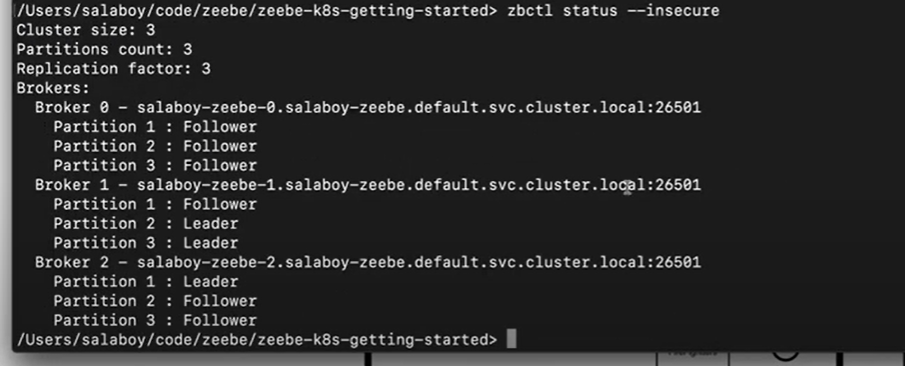 /Users/salaboy/code/zeebe/zeebe-k8s-getting-started> zbctl status --insecure
Cluster size: 3
Partitions count: 3
Replication factor: 3
Brokers:
  Broker 0 – salaboy-zeebe-0.salaboy-zeebe.default.svc.cluster.local:26501
    Partition 1 : Follower
    Partition 2 : Follower
    Partition 3 : Follower
  Broker 1 – salaboy-zeebe-1.salaboy-zeebe.default.svc.cluster.local:26501
    Partition 1 : Follower
    Partition 2 : Leader
    Partition 3 : Leader
  Broker 2 – salaboy-zeebe-2.salaboy-zeebe.default.svc.cluster.local:26501
    Partition 1 : Leader
    Partition 2 : Follower
    Partition 3 : Follower
/Users/salaboy/code/zeebe/zeebe-k8s-getting-started>